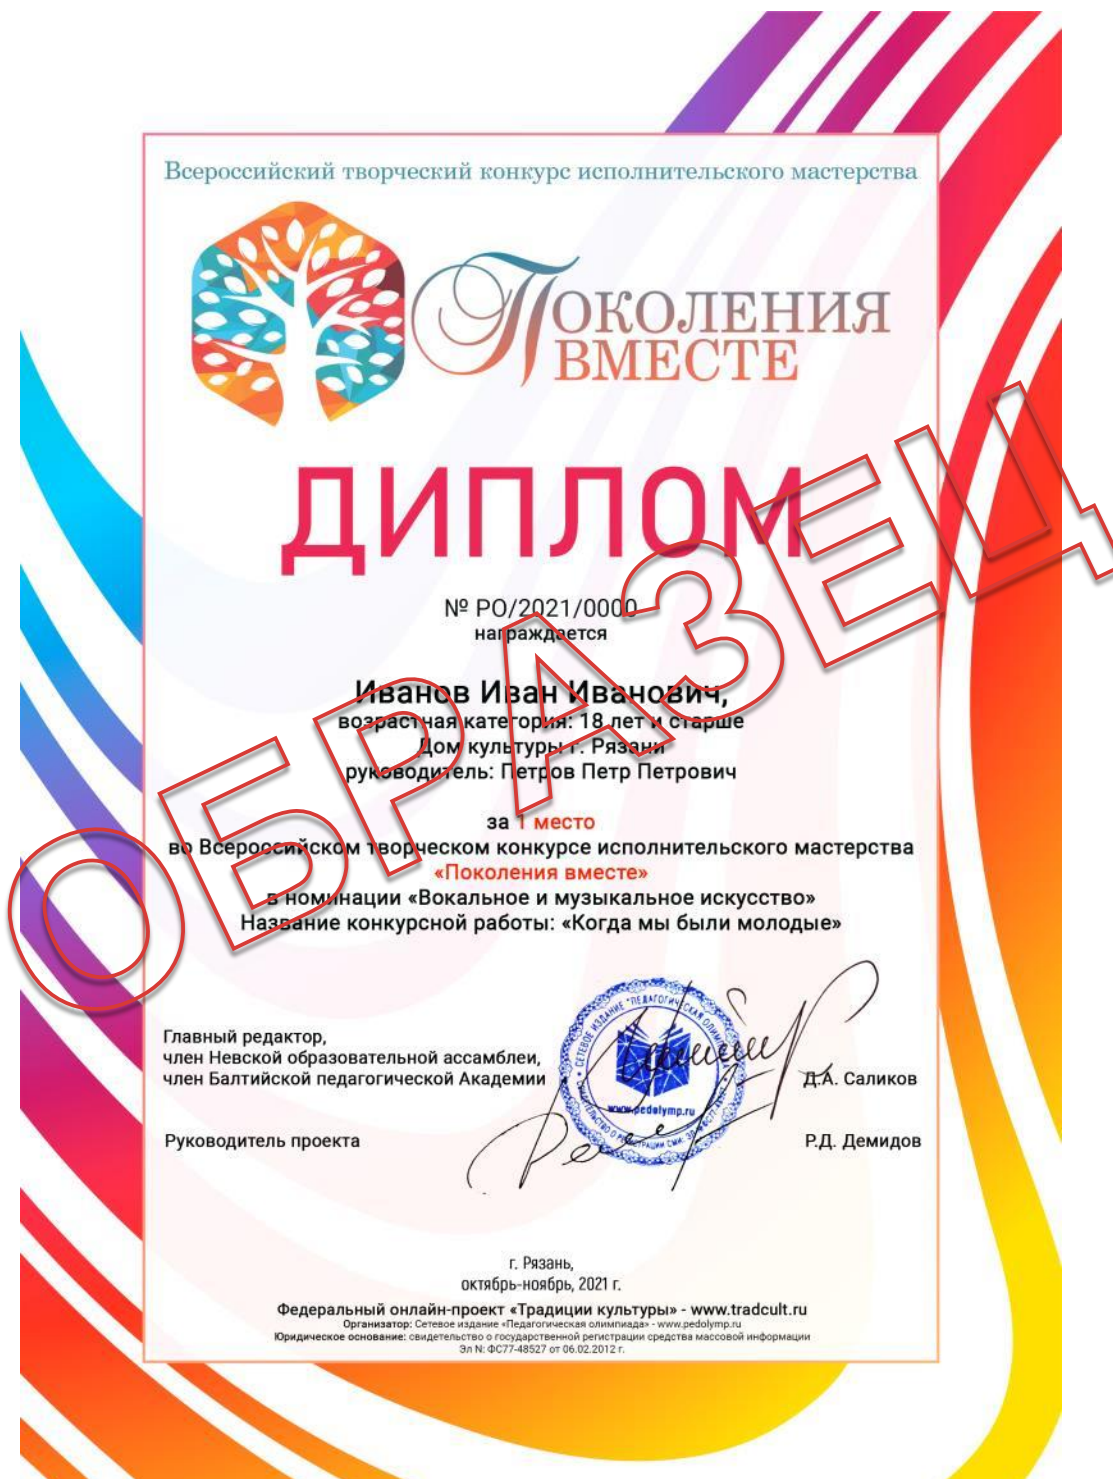 Всероссийский творческий конкурс исполнительского мастерства
ПОКОЛЕНИЯ
ВМЕСТЕ
ДИПЛОМ
№ РО/2021/0000
награждается
Иванов Иван Иванович,
возрастная категория: 18 лет и старше
Дом культуры г. Рязани
руководитель: Петров Петр Петрович
за 1 место
во Всероссийском творческом конкурсе исполнительского мастерства
«Поколения вместе»
в номинации «Вокальное и музыкальное искусство»
Название конкурсной работы: «Когда мы были молодые»
ОБРАЗЕЦ
Главный редактор,
член Невской образовательной ассамблеи,
член Балтийской педагогической Академии
Д.А. Саликов
СЕТЕВОЕ ИЗДАНИЕ "ПЕДАГОГИЧЕСКАЯ ОЛИМПИАДА"
www.pedolymp.ru
Руководитель проекта
Р.Д. Демидов
г. Рязань,
октябрь-ноябрь, 2021 г.
Федеральный онлайн-проект «Традиции культуры» - www.tradcult.ru
Организатор: Сетевое издание «Педагогическая олимпиада» - www.pedolymp.ru
Юридическое основание: свидетельство о государственной регистрации средства массовой информации
Эл N: ФС77-48527 от 06.02.2012 г.